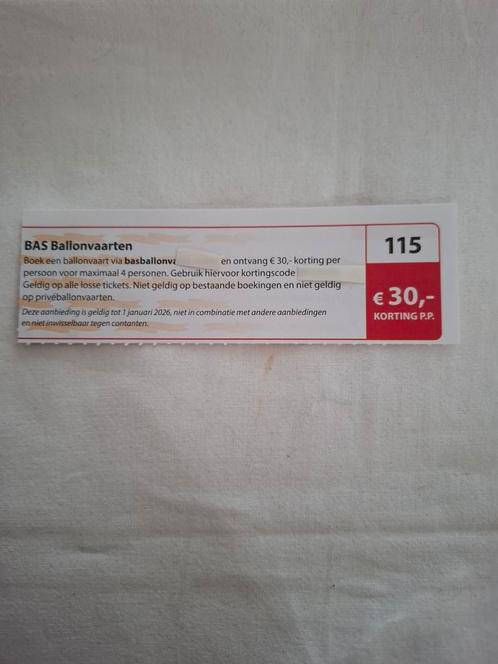 BAS Ballonvaarten
Boek een ballonvaart via basballonva en ontvang € 30,- korting per
persoon voor maximaal 4 personen. Gebruik hiervoor kortingscode
Geldig op alle losse tickets. Niet geldig op bestaande boekingen en niet geldig
op privéballonvaarten.
Deze aanbieding is geldig tot 1 januari 2026, niet in combinatie met andere aanbiedingen
en niet inwisselbaar tegen contanten.
115
€ 30,-
KORTING P.P.